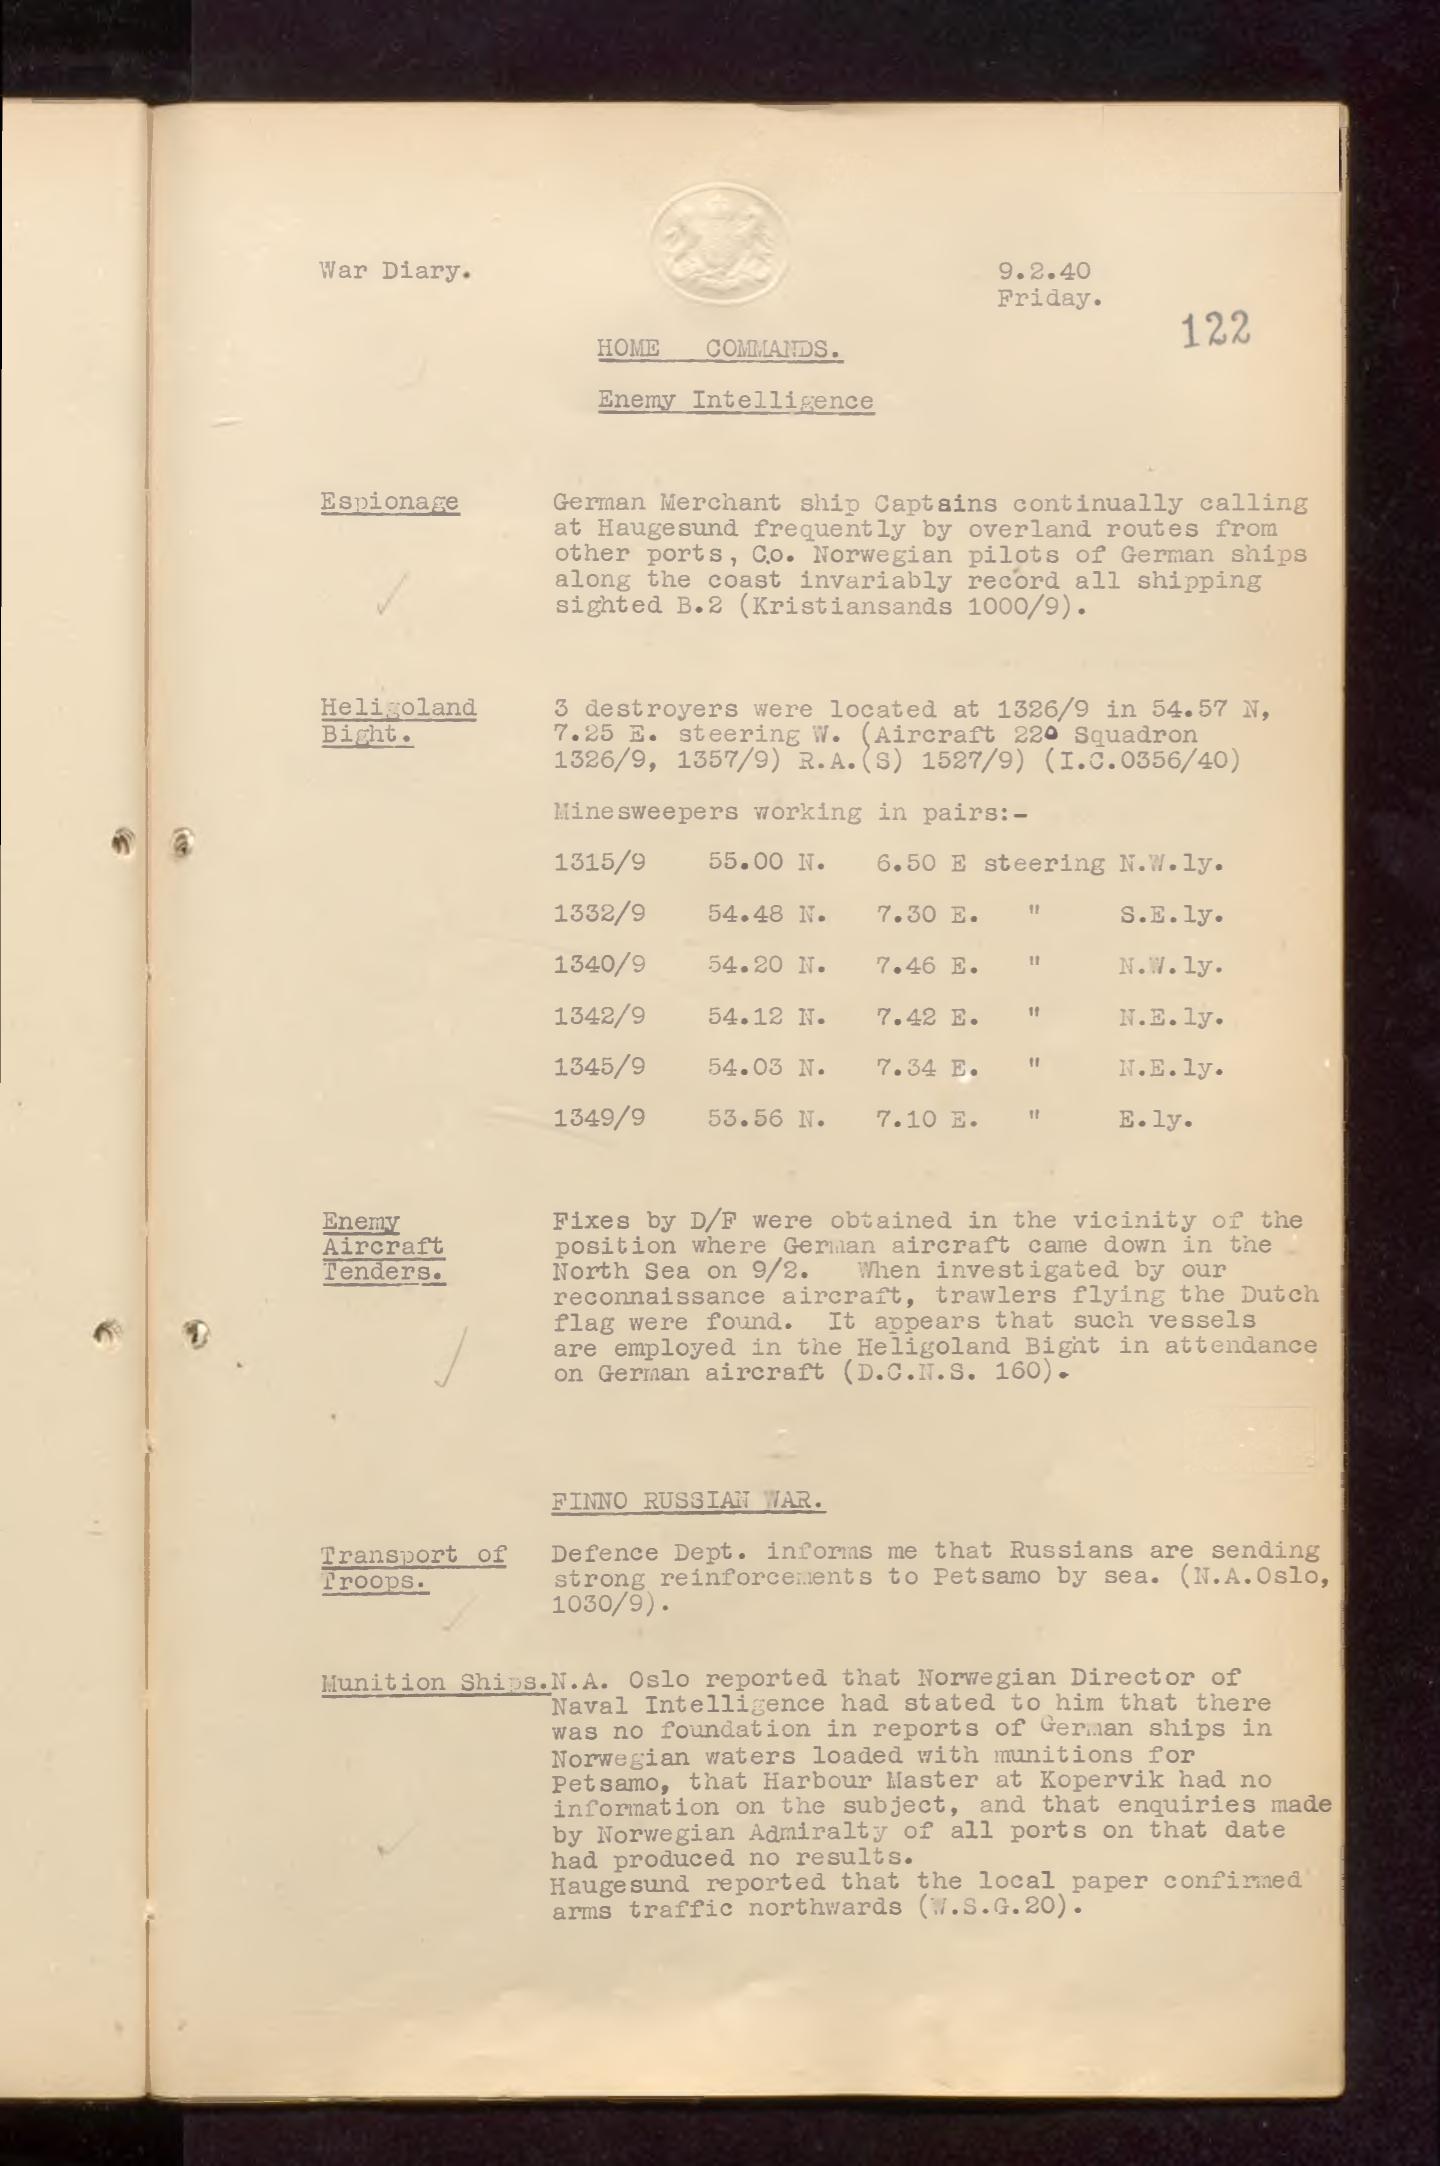 War Diary.
9.2.40
Friday.
122
HOME COMMANDS.
Enemy Intelligence
Espionage
German Merchant ship Captains continually calling
at Haugesund frequently by overland routes from
other ports, C.o. Norwegian pilots of German ships
along the coast invariably record all shipping
sighted B.2 (Kristiansands 1000/9).
Heligoland
Bight.
3 destroyers were located at 1326/9 in 54.57 N,
7.25 E. steering W. (Aircraft 220 Squadron
1326/9, 1357/9) R.A.(S) 1527/9) (I.C.0356/40)
Minesweepers working in pairs:-
1315/9 55.00 N. 6.50 E steering N.W.ly.
1332/9 54.48 N. 7.30 E. " S.E.ly.
1340/9 54.20 N. 7.46 E. " N.W.ly.
1342/9 54.12 N. 7.42 E. " N.E.ly.
1345/9 54.03 N. 7.34 E. " N.E.ly.
1349/9 53.56 N. 7.10 E. " E.ly.
Enemy
Aircraft
Tenders.
Fixes by D/F were obtained in the vicinity of the
position where German aircraft came down in the
North Sea on 9/2. When investigated by our
reconnaissance aircraft, trawlers flying the Dutch
flag were found. It appears that such vessels
are employed in the Heligoland Bight in attendance
on German aircraft (D.C.N.S. 160).
FINNO RUSSIAN WAR.
Transport of
Troops.
Defence Dept. informs me that Russians are sending
strong reinforcements to Petsamo by sea. (N.A.Oslo,
1030/9).
Munition Ships. N.A. Oslo reported that Norwegian Director of
Naval Intelligence had stated to him that there
was no foundation in reports of German ships in
Norwegian waters loaded with munitions for
Petsamo, that Harbour Master at Kopervik had no
information on the subject, and that enquiries made
by Norwegian Admiralty of all ports on that date
had produced no results.
Haugesund reported that the local paper confirmed
arms traffic northwards (W.S.G.20).